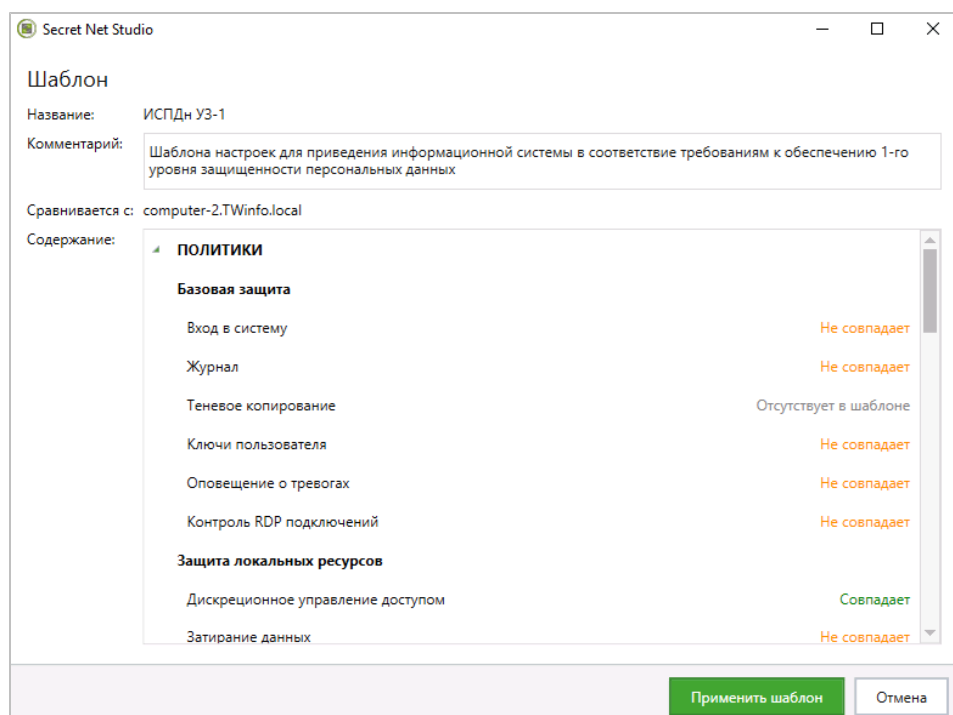 Secret Net Studio
Шаблон
Название: ИСПДн УЗ-1
Комментарий: Шаблона настроек для приведения информационной системы в соответствие требованиям к обеспечению 1-го
уровня защищенности персональных данных
Сравнивается с: computer-2.TWinfo.local
Содержание:
ПОЛИТИКИ
Базовая защита
Вход в систему Не совпадает
Журнал Не совпадает
Теневое копирование Отсутствует в шаблоне
Ключи пользователя Не совпадает
Оповещение о тревогах Не совпадает
Контроль RDP подключений Не совпадает
Защита локальных ресурсов
Дискреционное управление доступом Совпадает
Затирание данных Не совпадает
Применить шаблон Отмена